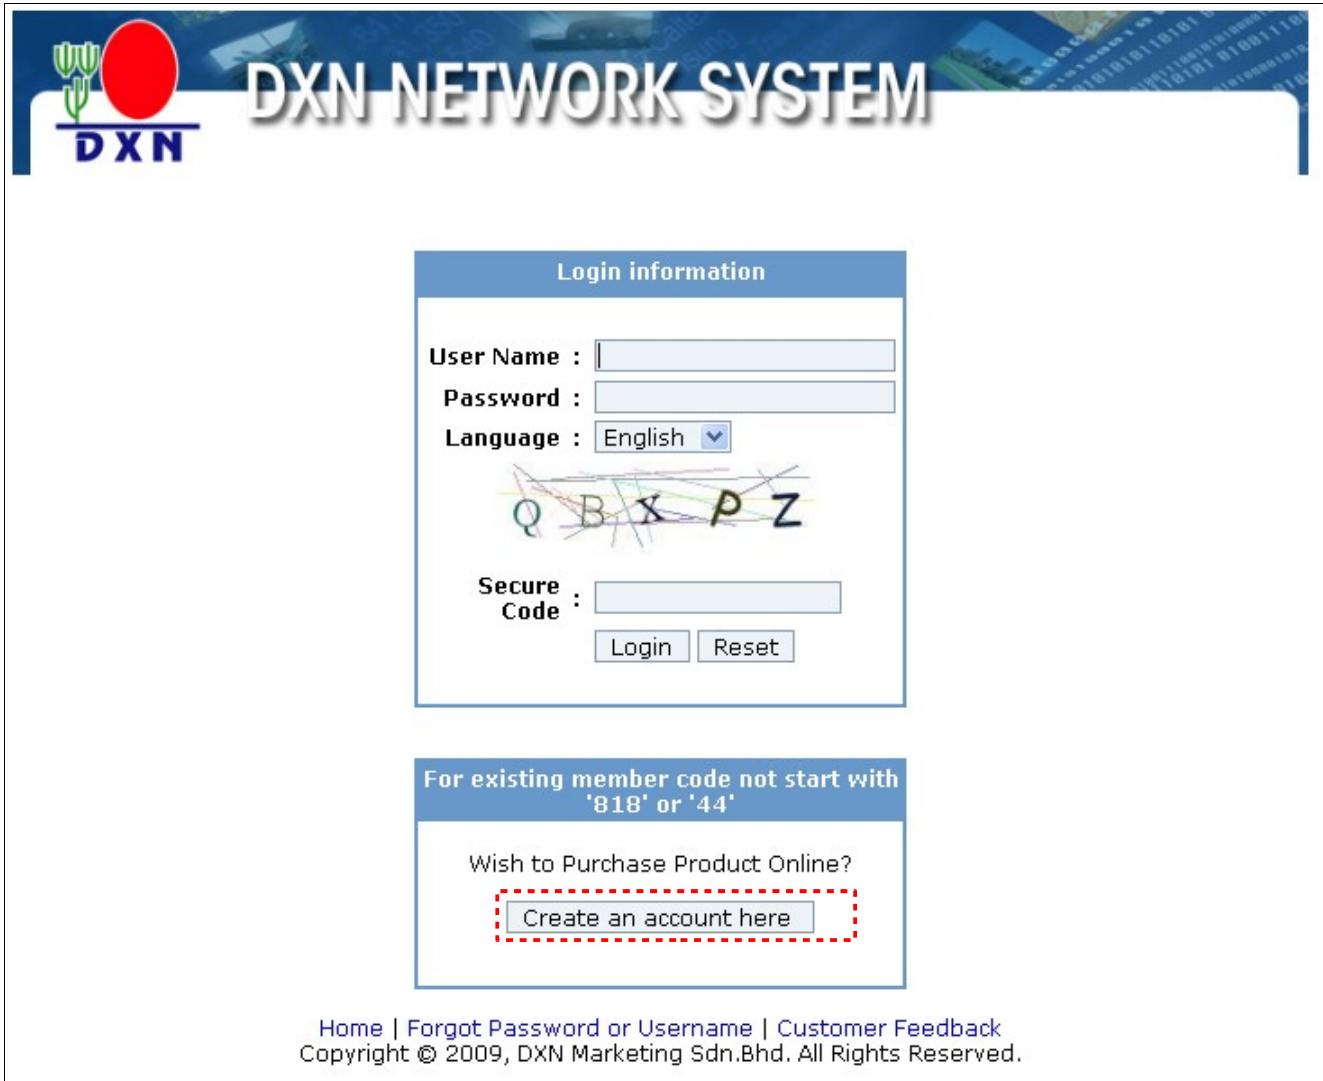 DXN
DXN NETWORK SYSTEM
Login information
User Name :
Password :
Language : English
Q B X P Z
Secure Code :
Login Reset
For existing member code not start with
'818' or '44'
Wish to Purchase Product Online?
Create an account here
Home | Forgot Password or Username | Customer Feedback
Copyright © 2009, DXN Marketing Sdn.Bhd. All Rights Reserved.